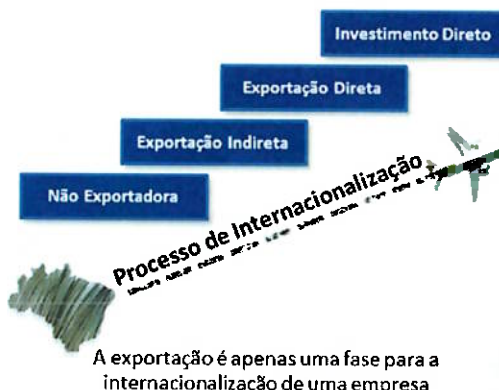 Investimento Direto
Exportação Direta
Exportação Indireta
Não Exportadora
Processo de Internacionalização
A exportação é apenas uma fase para a
internacionalização de uma empresa